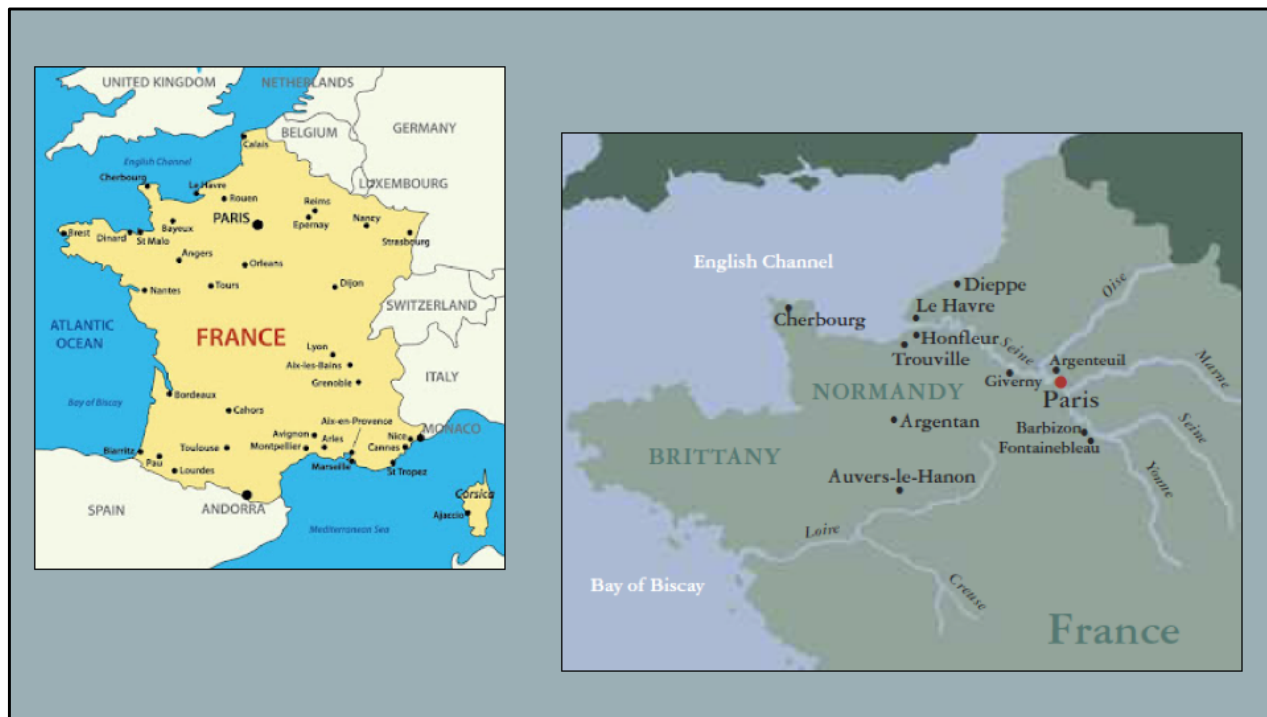 UNITED KINGDOM
NETHERLANDS
BELGIUM
GERMANY
Calais
English Channel
LUXEMBOURG
Cherbourg
Le Havre
Rouen
Reims
PARIS
Epernay
Nancy
Bayeux
Brest
Dinard
St Malo
Strasbourg
Angers
Orleans
Nantes
Tours
Dijon
SWITZERLAND
ATLANTIC
OCEAN
FRANCE
Lyon
Aix-les-Bains
ITALY
Grenoble
Bay of Biscay
Bordeaux
Cahors
Aix-en-Provence
Avignon
Arles
Nice
MONACO
Biarritz
Toulouse
Montpellier
Cannes
Pau
Marseille
St Tropez
Lourdes
Corsica
SPAIN
ANDORRA
Ajaccio
Mediterranean Sea
English Channel
Dieppe
Oise
Le Havre
Cherbourg
Honfleur
Seine
Trouville
Argenteuil
Marne
Giverny
NORMANDY
Paris
Argentan
Barbizon
Seine
Fontainebleau
BRITTANY
Auvers-le-Hanon
Yonne
Loire
Bay of Biscay
Creuse
France